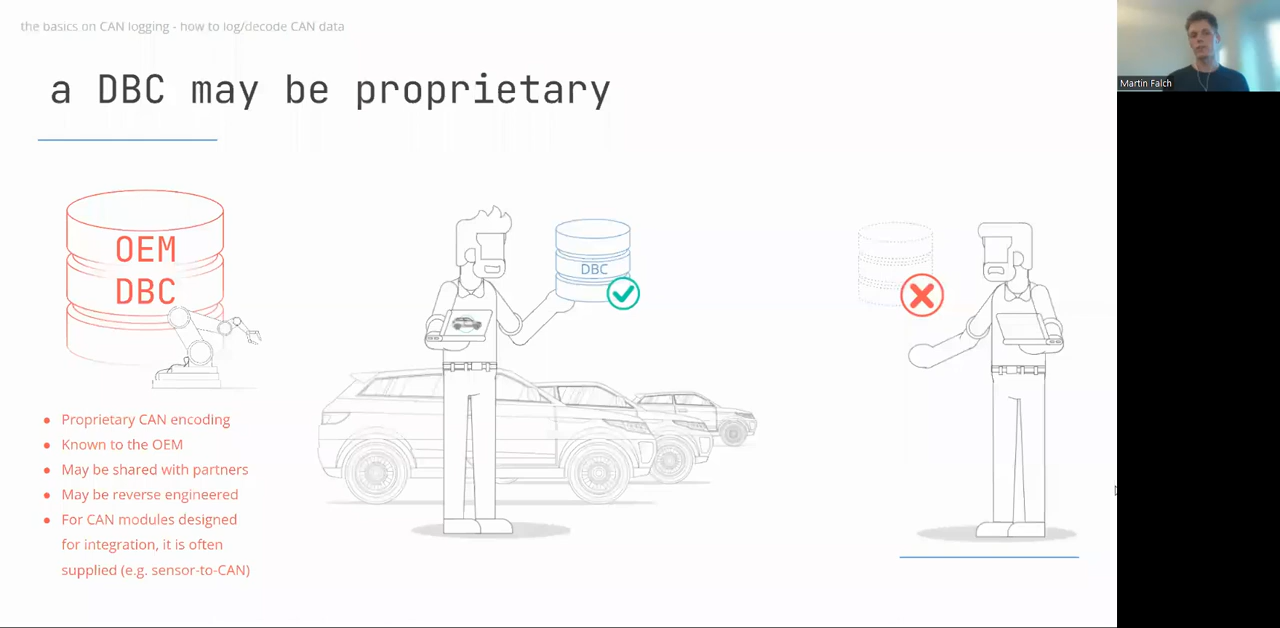 the basics on CAN logging - how to log/decode CAN data
a DBC may be proprietary
Martin Falch
OEM
DBC
DBC
● Proprietary CAN encoding
● Known to the OEM
● May be shared with partners
● May be reverse engineered
● For CAN modules designed
for integration, it is often
supplied (e.g. sensor-to-CAN)